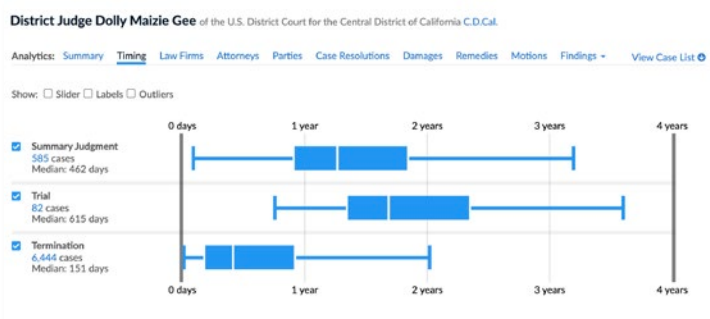 District Judge Dolly Maizie Gee of the U.S. District Court for the Central District of California C.D.Cal.
Analytics: Summary Timing Law Firms Attorneys Parties Case Resolutions Damages Remedies Motions Findings View Case List
Show: Slider Labels Outliers
0 days 1 year 2 years 3 years 4 years
Summary Judgment
585 cases
Median: 462 days
Trial
82 cases
Median: 615 days
Termination
6,444 cases
Median: 151 days
0 days 1 year 2 years 3 years 4 years